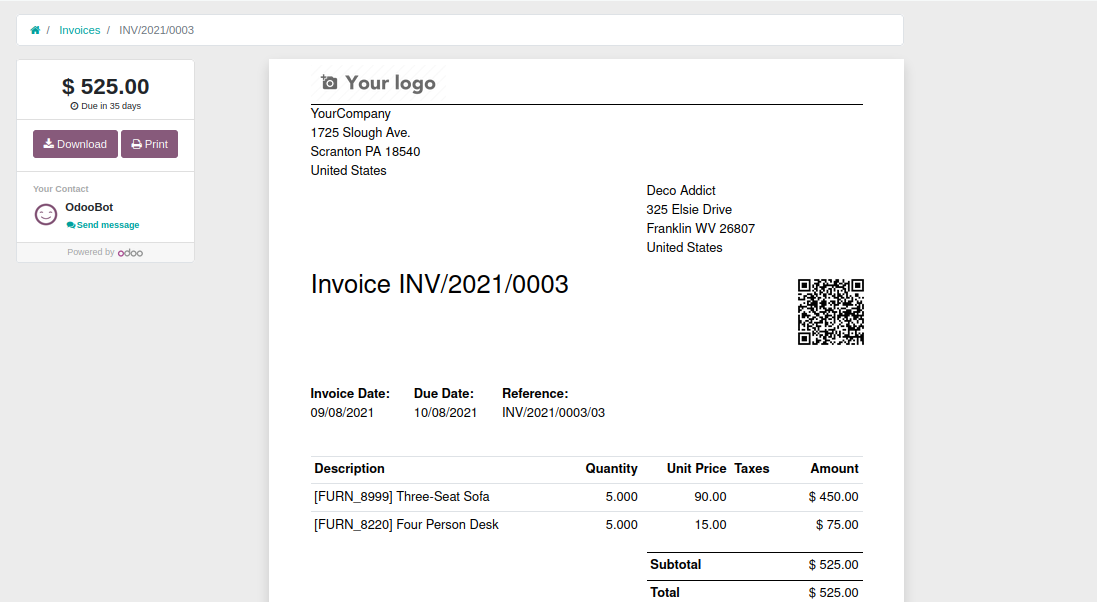 / Invoices / INV/2021/0003
$ 525.00
Due in 35 days
Download Print
Your Contact
OdooBot
Send message
Powered by odoo
Your logo
YourCompany
1725 Slough Ave.
Scranton PA 18540
United States
Deco Addict
325 Elsie Drive
Franklin WV 26807
United States
Invoice INV/2021/0003
Invoice Date: Due Date: Reference:
09/08/2021 10/08/2021 INV/2021/0003/03
Description Quantity Unit Price Taxes Amount
[FURN_8999] Three-Seat Sofa 5.000 90.00 $ 450.00
[FURN_8220] Four Person Desk 5.000 15.00 $ 75.00
Subtotal $ 525.00
Total $ 525.00